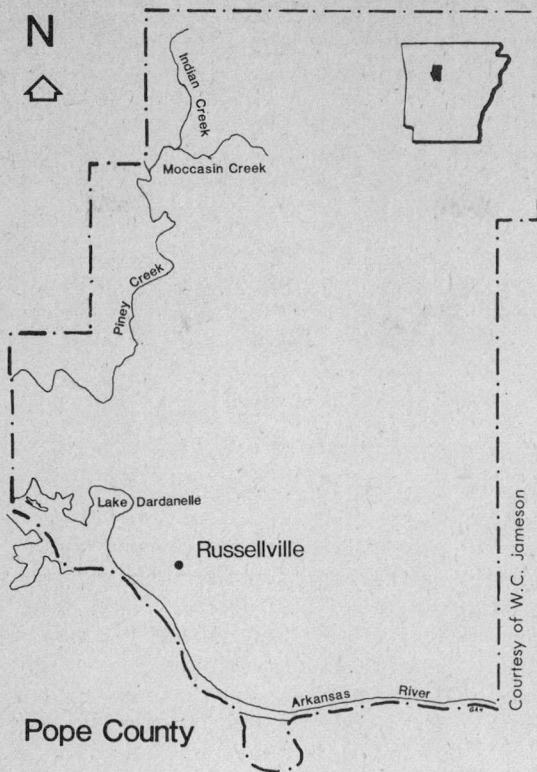 N
Indian Creek
Moccasin Creek
Piney Creek
Lake Dardanelle
Russellville
Arkansas River
Pope County
Courtesy of W.C. Jameson